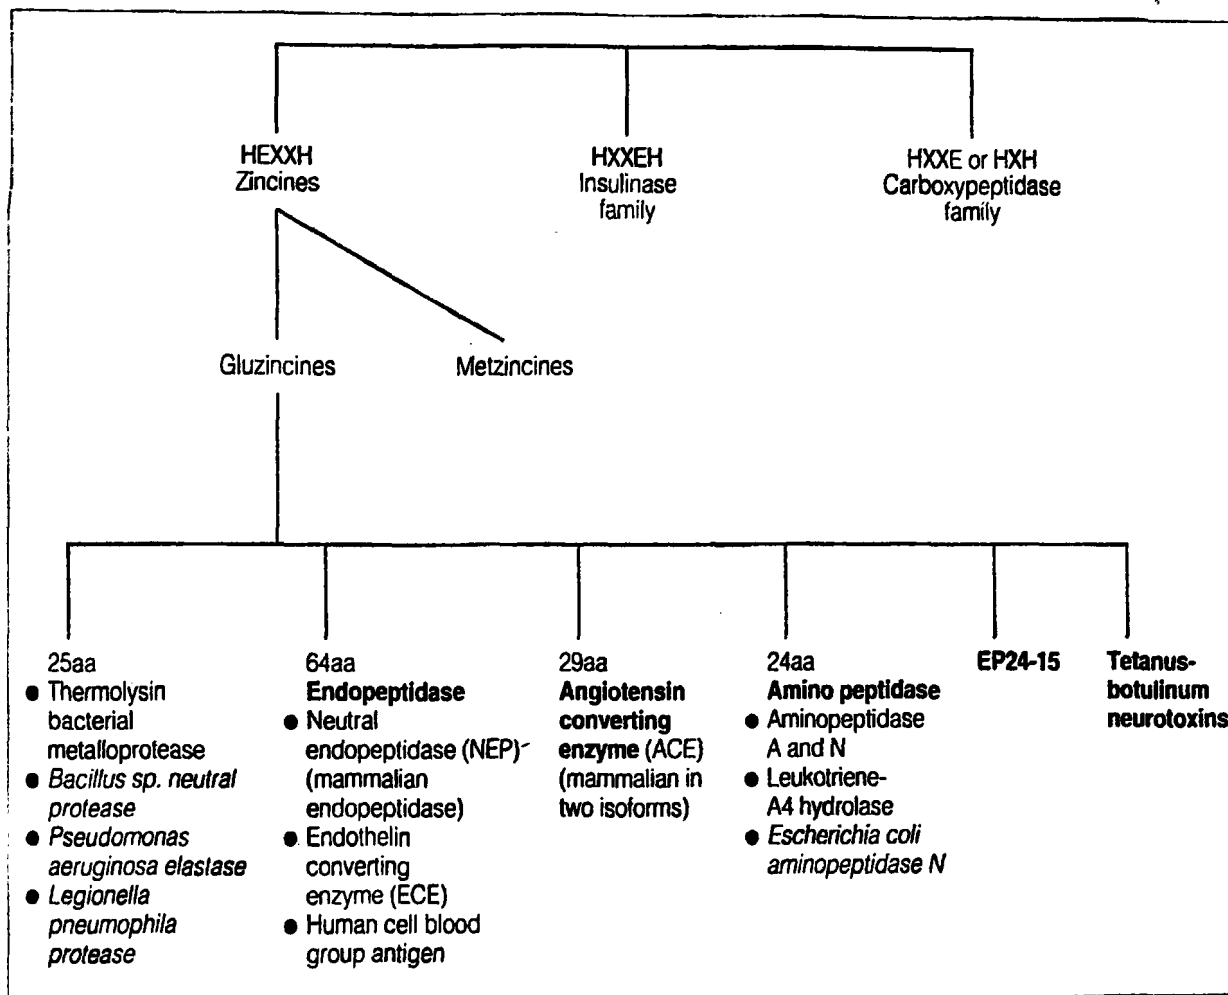 HEXXH
Zincines
HXXEH
Insulinase
family
HXXE or HXH
Carboxypeptidase
family
Gluzincines
Metzincines
25aa
● Thermolysin
bacterial
metalloprotease
● Bacillus sp. neutral
protease
● Pseudomonas
aeruginosa elastase
● Legionella
pneumophila
protease
64aa
Endopeptidase
● Neutral
endopeptidase (NEP)
(mammalian
endopeptidase)
● Endothelin
converting
enzyme (ECE)
● Human cell blood
group antigen
29aa
Angiotensin
converting
enzyme (ACE)
(mammalian in
two isoforms)
24aa
Amino peptidase
● Aminopeptidase
A and N
● Leukotriene-
A4 hydrolase
● Escherichia coli
aminopeptidase N
EP24-15
Tetanus-
botulinum
neurotoxins